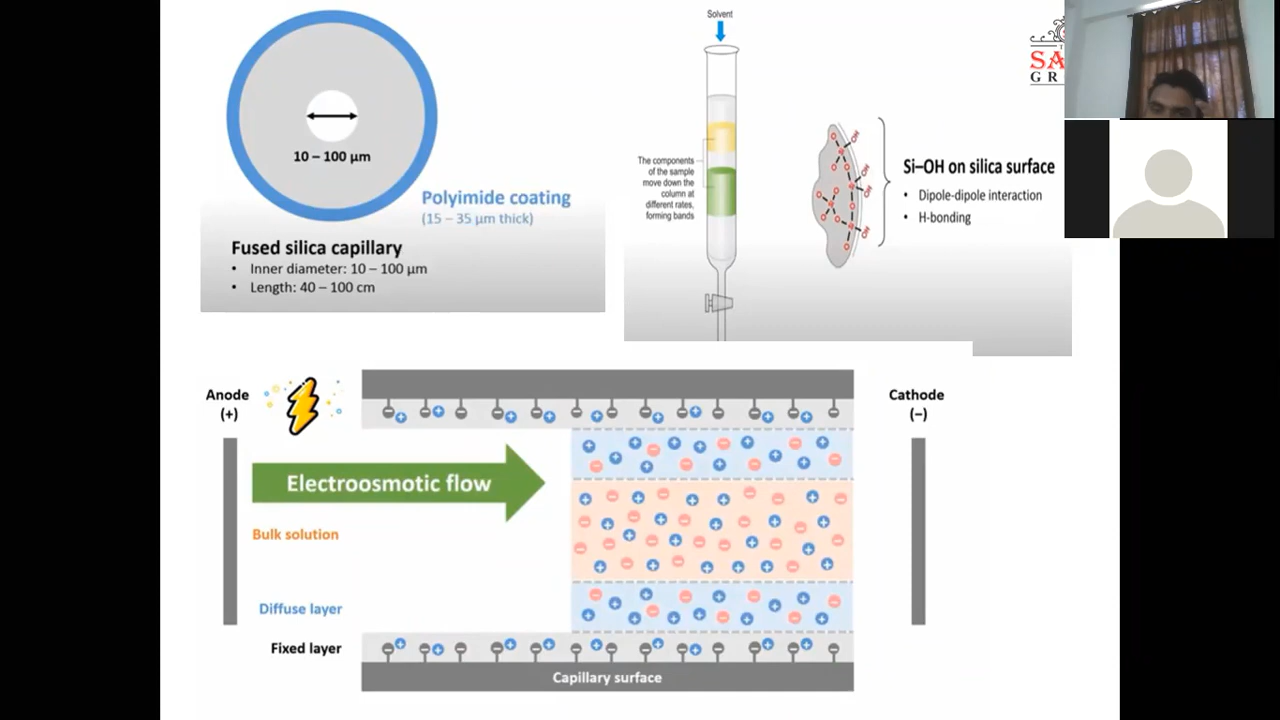 10 – 100 µm
Polyimide coating
(15 – 35 µm thick)
Fused silica capillary
• Inner diameter: 10 – 100 µm
• Length: 40 – 100 cm
Solvent
The components
of the sample
move down the
column at
different rates,
forming bands
Si–OH on silica surface
• Dipole-dipole interaction
• H-bonding
SA
GR
Anode
(+)
Cathode
(−)
Electroosmotic flow
Bulk solution
Diffuse layer
Fixed layer
Capillary surface